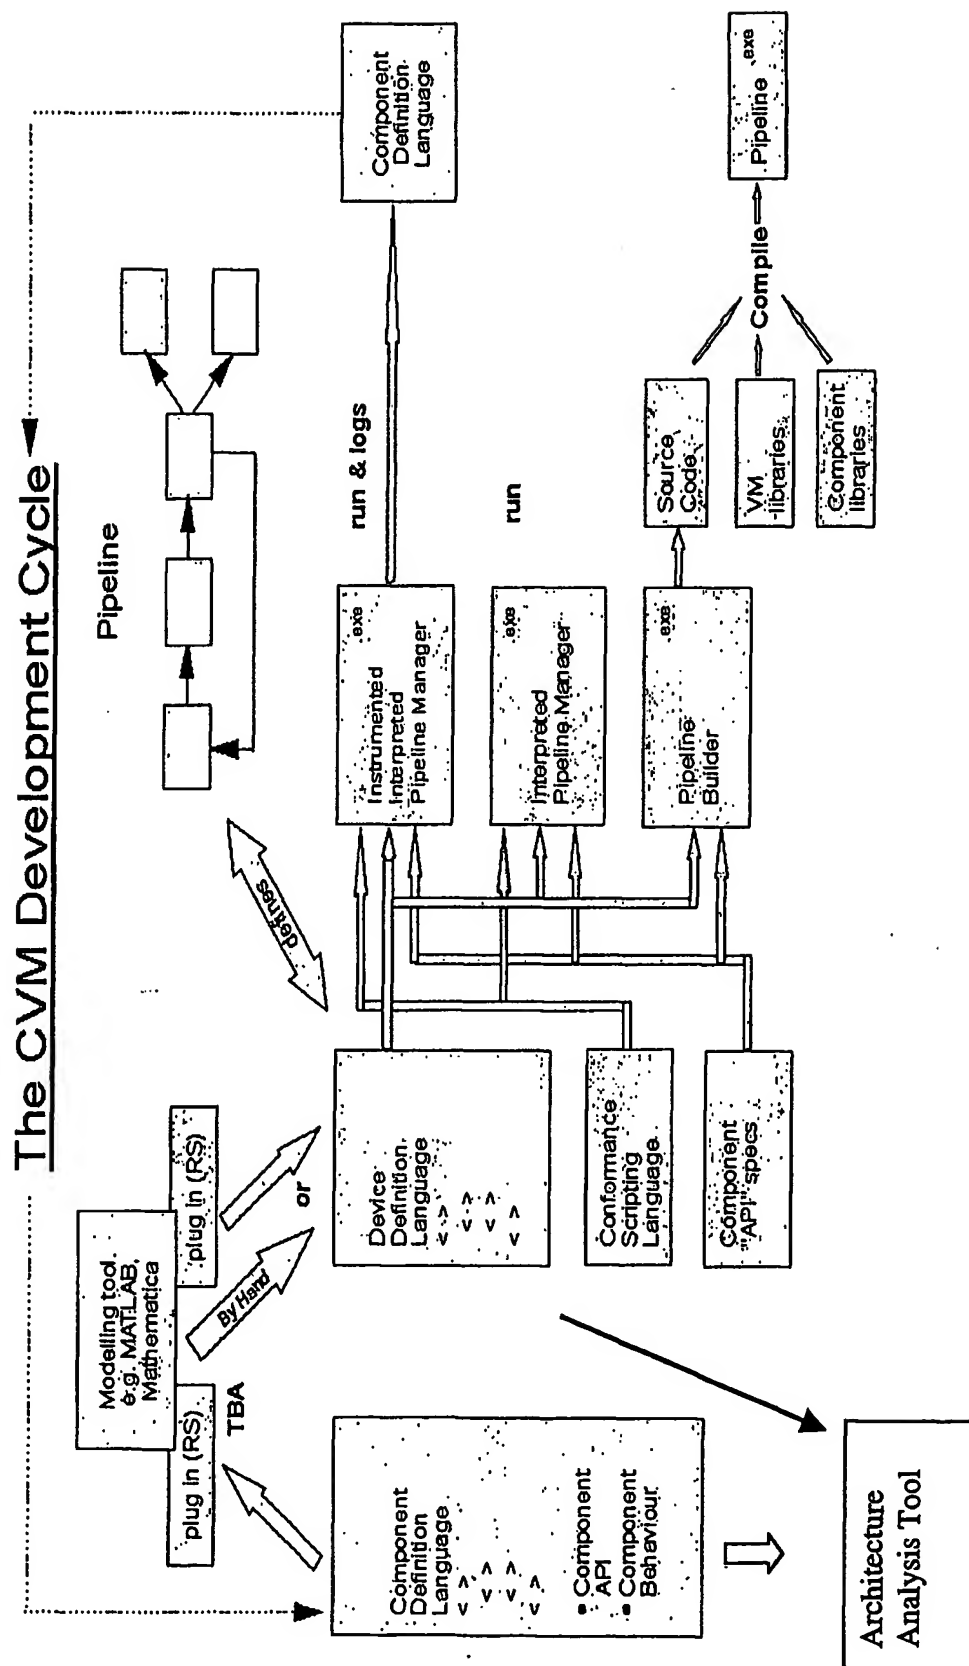 The CVM Development Cycle
Modelling tool
e.g. MATLAB,
Mathematica
plug in (RS)
plug in (RS)
TBA
By Hand
or
defines
Pipeline
Component
Definition
Language
< >
< >
< >
< >
• Component
API
• Component
Behaviour
Device
Definition
Language
< >
< >
< >
< >
Conformance
Scripting
Language
Component
"API" specs
exe
Instrumented
Interpreted
Pipeline Manager
run & logs
Component
Definition
Language
exe
Interpreted
Pipeline Manager
run
exe
Pipeline
Builder
Source
Code
VM
libraries
Component
libraries
Compile
Pipeline
exe
Architecture
Analysis Tool